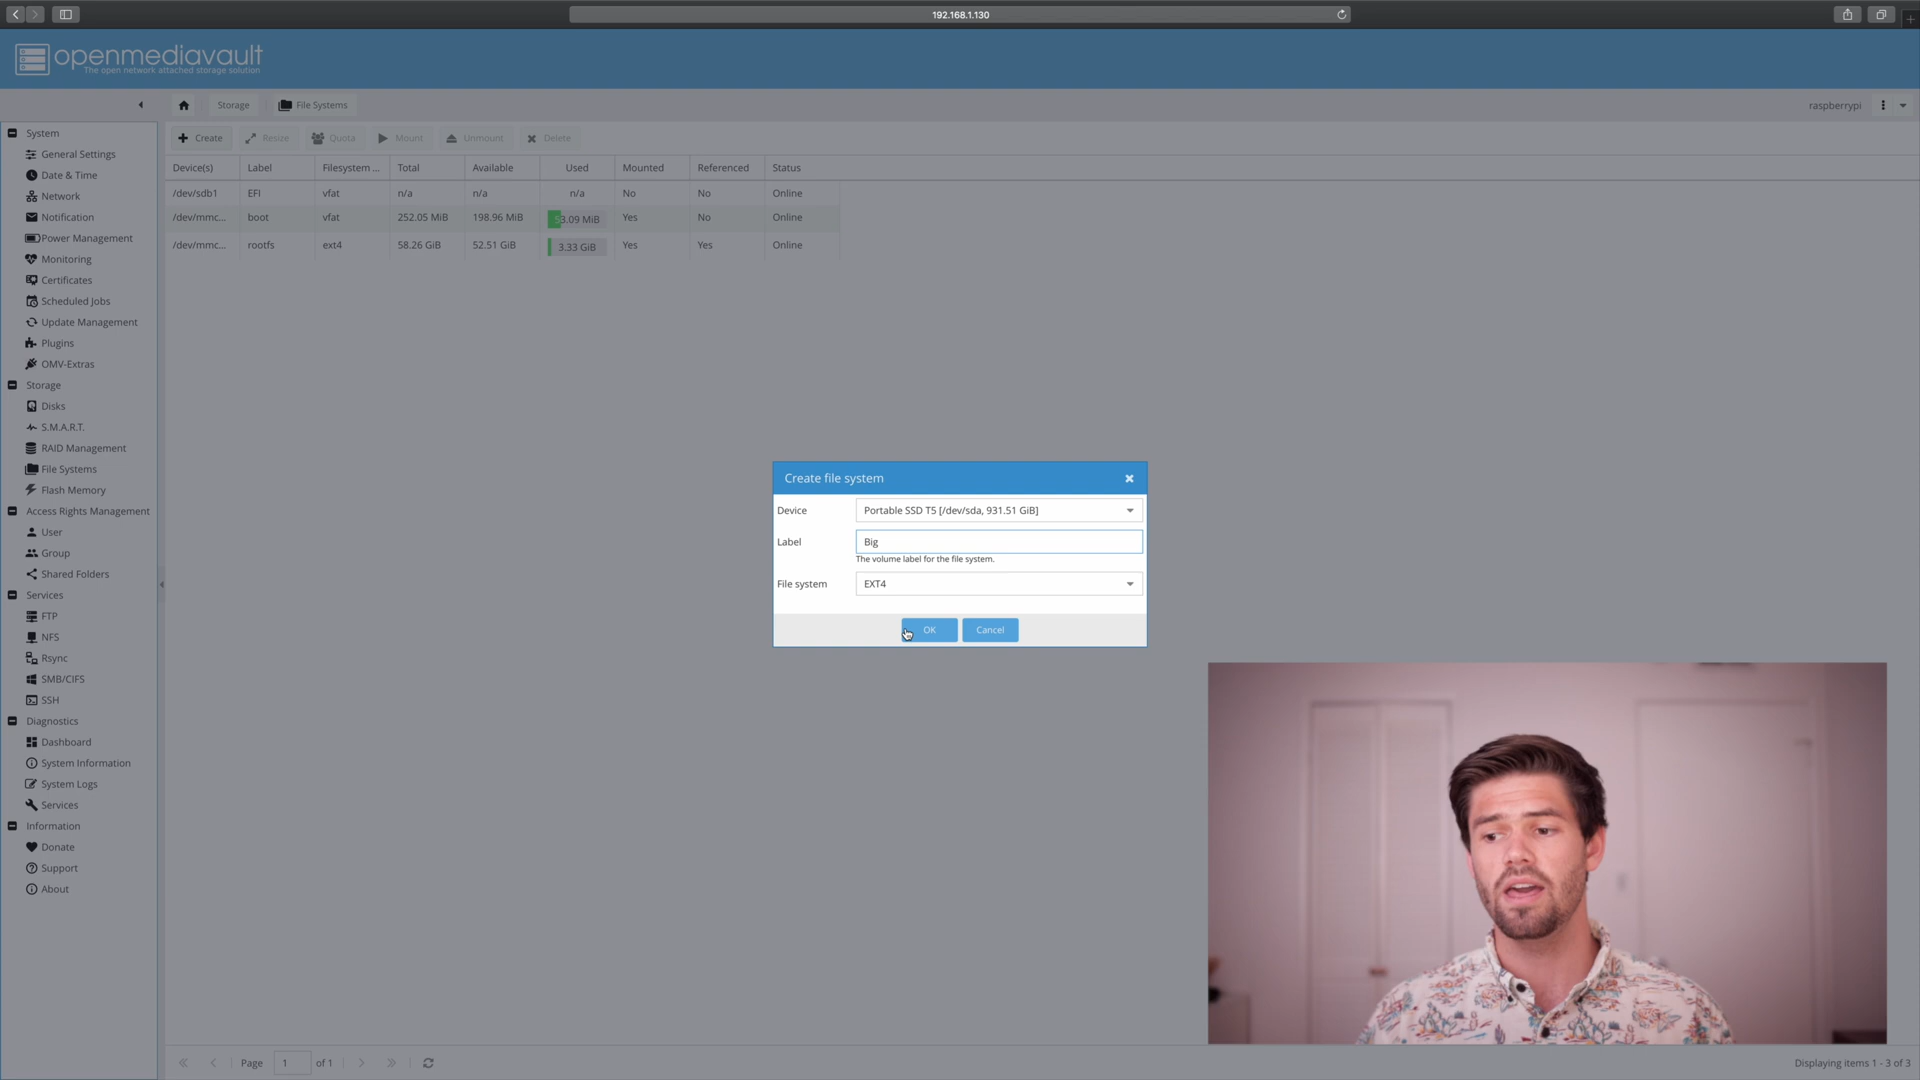 192.168.1.130
openmediavault
The open network attached storage solution
Storage
File Systems
raspberrypi
Create
Resize
Quota
Mount
Unmount
Delete
Device(s) Label Filesystem ... Total Available Used Mounted Referenced Status
/dev/sdb1 EFI vfat n/a n/a n/a No No Online
/dev/mmc... boot vfat 252.05 MiB 198.96 MiB 53.09 MiB Yes No Online
/dev/mmc... rootfs ext4 58.26 GiB 52.51 GiB 3.33 GiB Yes Yes Online
System
General Settings
Date & Time
Network
Notification
Power Management
Monitoring
Certificates
Scheduled Jobs
Update Management
Plugins
OMV-Extras
Storage
Disks
S.M.A.R.T.
RAID Management
File Systems
Flash Memory
Access Rights Management
User
Group
Shared Folders
Services
FTP
NFS
Rsync
SMB/CIFS
SSH
Diagnostics
Dashboard
System Information
System Logs
Services
Information
Donate
Support
About
Create file system
Device Portable SSD T5 [/dev/sda, 931.51 GiB]
Label Big
The volume label for the file system.
File system EXT4
OK Cancel
Page 1 of 1
Displaying items 1 - 3 of 3